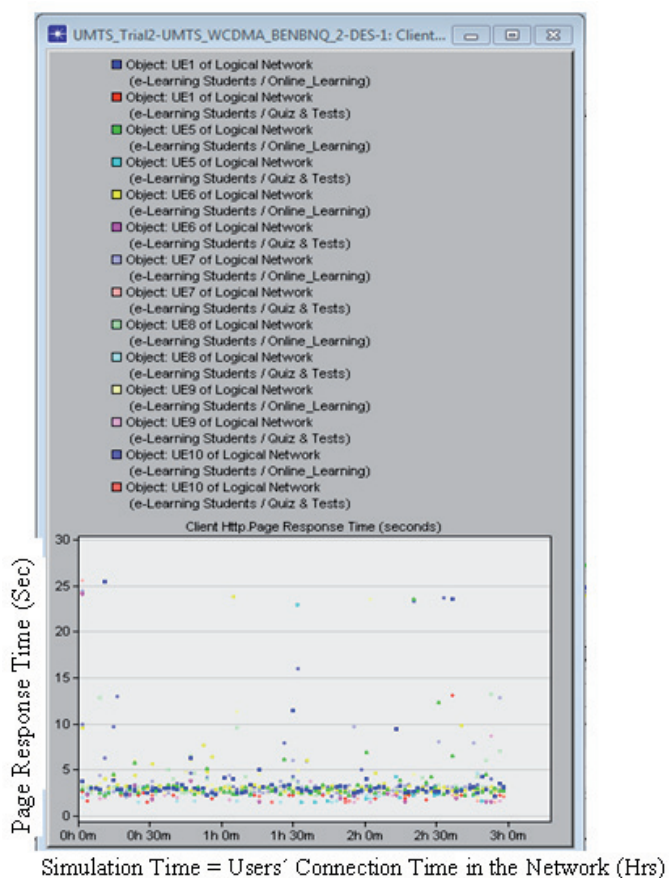 UMTS_Trial2-UMTS_WCDMA_BENBNQ_2-DES-1: Client...
Object: UE1 of Logical Network
(e-Learning Students / Online_Learning)
Object: UE1 of Logical Network
(e-Learning Students / Quiz & Tests)
Object: UE5 of Logical Network
(e-Learning Students / Online_Learning)
Object: UE5 of Logical Network
(e-Learning Students / Quiz & Tests)
Object: UE6 of Logical Network
(e-Learning Students / Online_Learning)
Object: UE6 of Logical Network
(e-Learning Students / Quiz & Tests)
Object: UE7 of Logical Network
(e-Learning Students / Online_Learning)
Object: UE7 of Logical Network
(e-Learning Students / Quiz & Tests)
Object: UE8 of Logical Network
(e-Learning Students / Online_Learning)
Object: UE8 of Logical Network
(e-Learning Students / Quiz & Tests)
Object: UE9 of Logical Network
(e-Learning Students / Online_Learning)
Object: UE9 of Logical Network
(e-Learning Students / Quiz & Tests)
Object: UE10 of Logical Network
(e-Learning Students / Online_Learning)
Object: UE10 of Logical Network
(e-Learning Students / Quiz & Tests)
Client Http.Page Response Time (seconds)
Page Response Time (Sec)
30
25
20
15
10
5
0
0h 0m 0h 30m 1h 0m 1h 30m 2h 0m 2h 30m 3h 0m
Simulation Time = Users´ Connection Time in the Network (Hrs)